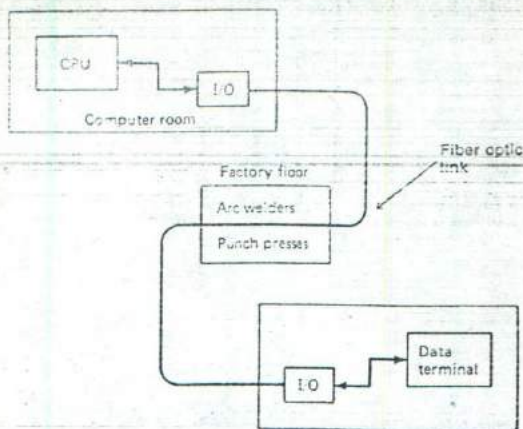 CPU
I/O
Computer room
Fiber optic
link
Factory floor
Arc welders
Punch presses
Data
terminal
I/O